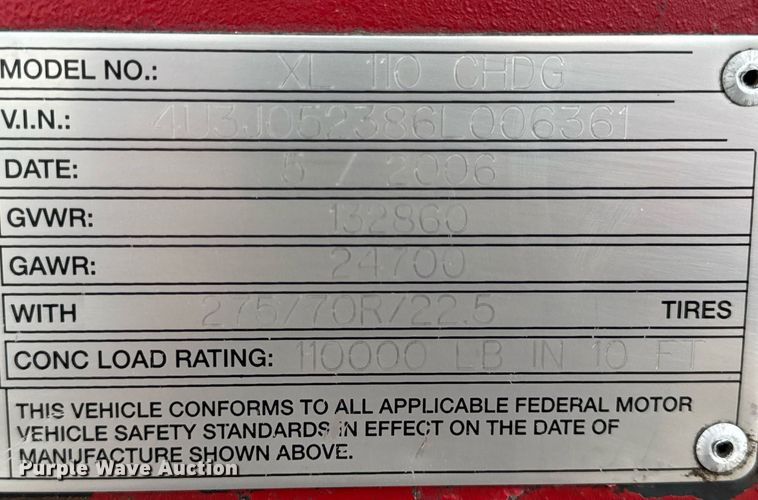 MODEL NO.: XL 110 CHDG
V.I.N.: 4U3J052386L006361
DATE: 5 / 2006
GVWR: 132860
GAWR: 24700
WITH 275/70R/22.5 TIRES
CONC LOAD RATING: 110000 LB IN 10 FT
THIS VEHICLE CONFORMS TO ALL APPLICABLE FEDERAL MOTOR
VEHICLE SAFETY STANDARDS IN EFFECT ON THE DATE OF
MANUFACTURE SHOWN ABOVE.
Purple Wave Auction